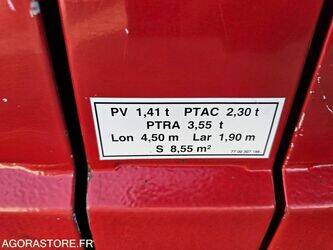 PV 1,41 t PTAC 2,30 t
PTRA 3,55 t
Lon 4,50 m Lar 1,90 m
S 8,55 m²
AGORASTORE.FR